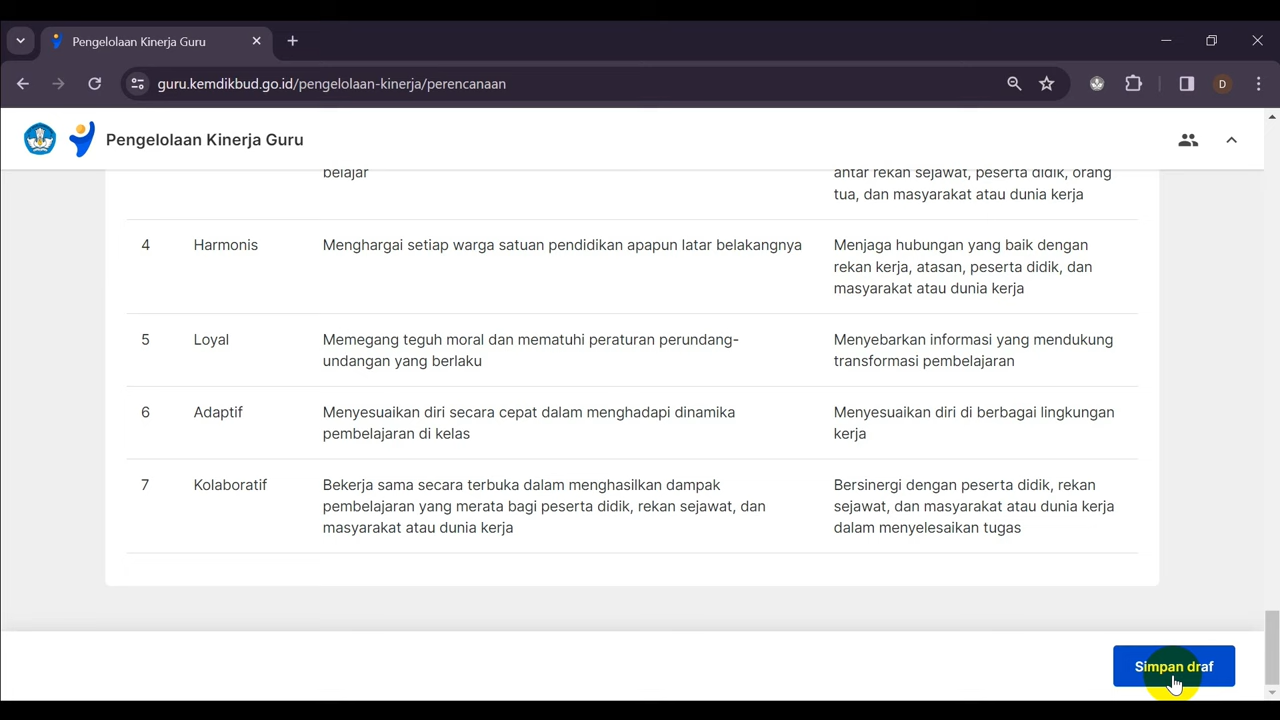 Pengelolaan Kinerja Guru
guru.kemdikbud.go.id/pengelolaan-kinerja/perencanaan
D
Pengelolaan Kinerja Guru
belajar
antar rekan sejawat, peserta didik, orang
tua, dan masyarakat atau dunia kerja
4
Harmonis
Menghargai setiap warga satuan pendidikan apapun latar belakangnya
Menjaga hubungan yang baik dengan
rekan kerja, atasan, peserta didik, dan
masyarakat atau dunia kerja
5
Loyal
Memegang teguh moral dan mematuhi peraturan perundang-
undangan yang berlaku
Menyebarkan informasi yang mendukung
transformasi pembelajaran
6
Adaptif
Menyesuaikan diri secara cepat dalam menghadapi dinamika
pembelajaran di kelas
Menyesuaikan diri di berbagai lingkungan
kerja
7
Kolaboratif
Bekerja sama secara terbuka dalam menghasilkan dampak
pembelajaran yang merata bagi peserta didik, rekan sejawat, dan
masyarakat atau dunia kerja
Bersinergi dengan peserta didik, rekan
sejawat, dan masyarakat atau dunia kerja
dalam menyelesaikan tugas
Simpan draf